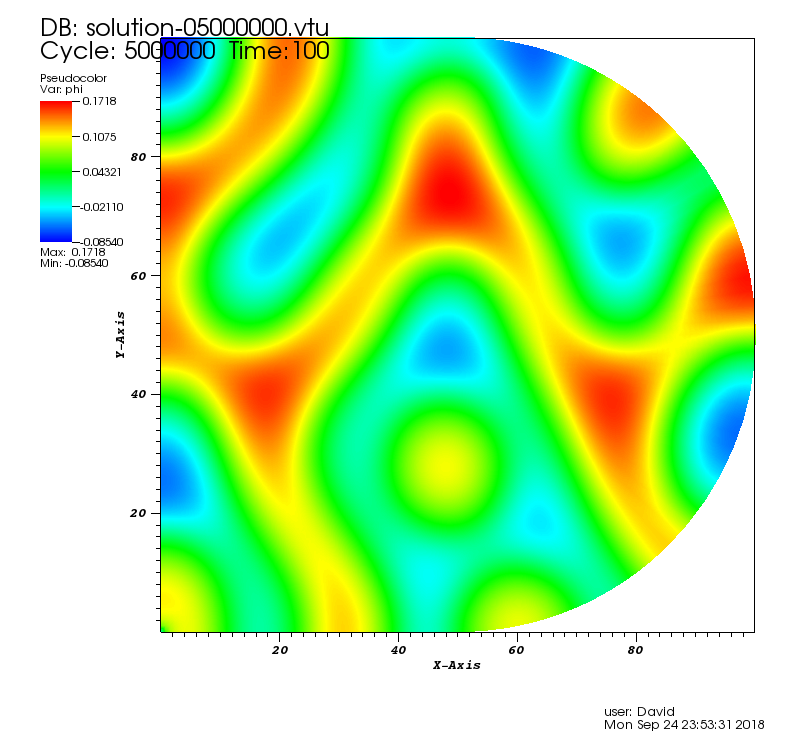 DB: solution-05000000.vtu
Cycle: 5000000 Time:100
Pseudocolor
Var: phi
0.1718
0.1075
0.04321
-0.02110
-0.08540
Max: 0.1718
Min: -0.08540
80
60
40
20
Y-Axis
20
40
60
80
X-Axis
user: David
Mon Sep 24 23:53:31 2018